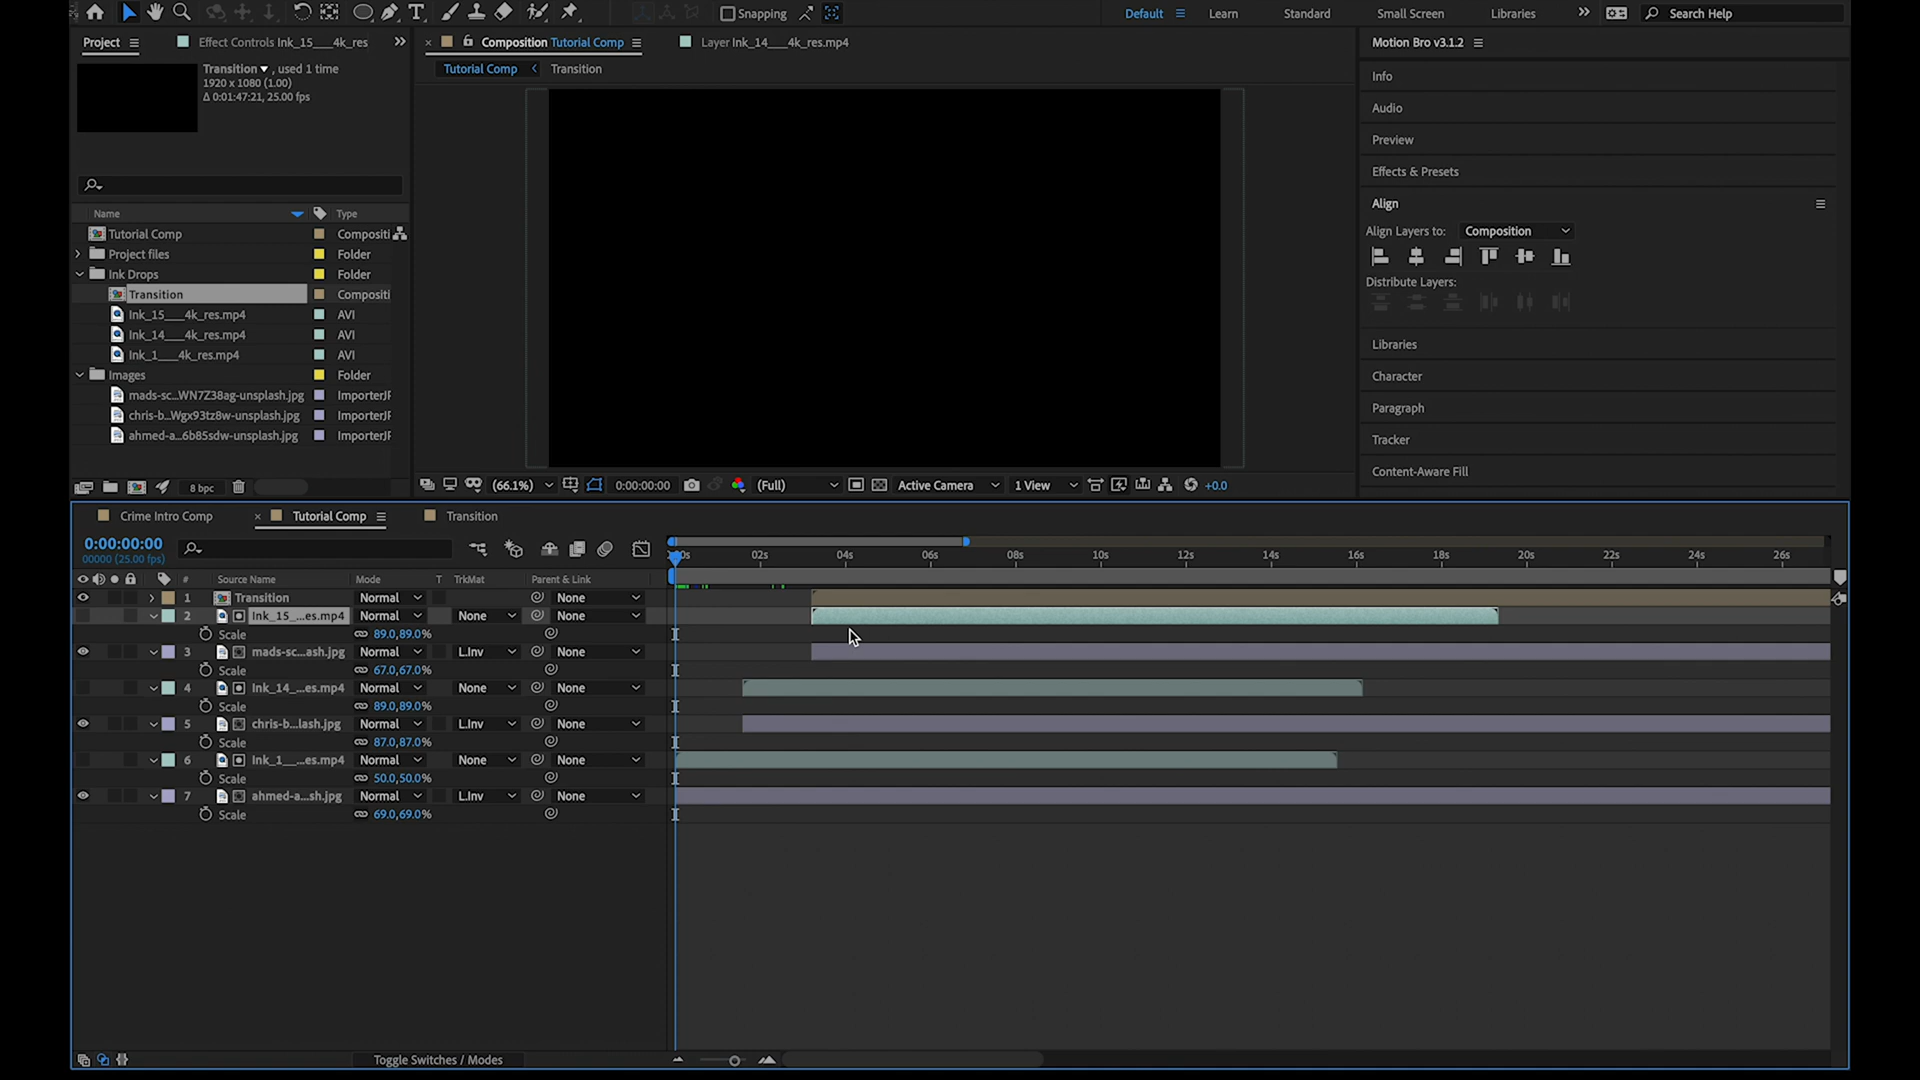 Snapping
Default
Learn
Standard
Small Screen
Libraries
Search Help
Project
Effect Controls Ink_15___4k_res
Composition Tutorial Comp
Layer Ink_14___4k_res.mp4
Motion Bro v3.1.2
Transition , used 1 time
1920 x 1080 (1.00)
Δ 0:01:47:21, 25.00 fps
Tutorial Comp
Transition
Info
Audio
Preview
Effects & Presets
Align
Align Layers to:
Composition
Distribute Layers:
Libraries
Character
Paragraph
Tracker
Content-Aware Fill
Name
Type
Tutorial Comp
Compositi
Project files
Folder
Ink Drops
Folder
Transition
Compositi
Ink_15___4k_res.mp4
AVI
Ink_14___4k_res.mp4
AVI
Ink_1___4k_res.mp4
AVI
Images
Folder
mads-sc...WN7Z38ag-unsplash.jpg
ImporterJF
chris-b...Wgx93tz8w-unsplash.jpg
ImporterJF
ahmed-a...6b85sdw-unsplash.jpg
ImporterJF
8 bpc
(66.1%)
0:00:00:00
(Full)
Active Camera
1 View
+0.0
Crime Intro Comp
Tutorial Comp
Transition
0:00:00:00
00000 (25.00 fps)
00s
02s
04s
06s
08s
10s
12s
14s
16s
18s
20s
22s
24s
26s
#
Source Name
Mode
T
TrkMat
Parent & Link
1 Transition Normal None
2 Ink_15_...es.mp4 Normal None None
Scale 89.0,89.0%
3 mads-sc...ash.jpg Normal L.Inv None
Scale 67.0,67.0%
4 Ink_14_...es.mp4 Normal None None
Scale 89.0,89.0%
5 chris-b...lash.jpg Normal L.Inv None
Scale 87.0,87.0%
6 Ink_1__...es.mp4 Normal None None
Scale 50.0,50.0%
7 ahmed-a...sh.jpg Normal L.Inv None
Scale 69.0,69.0%
Toggle Switches / Modes